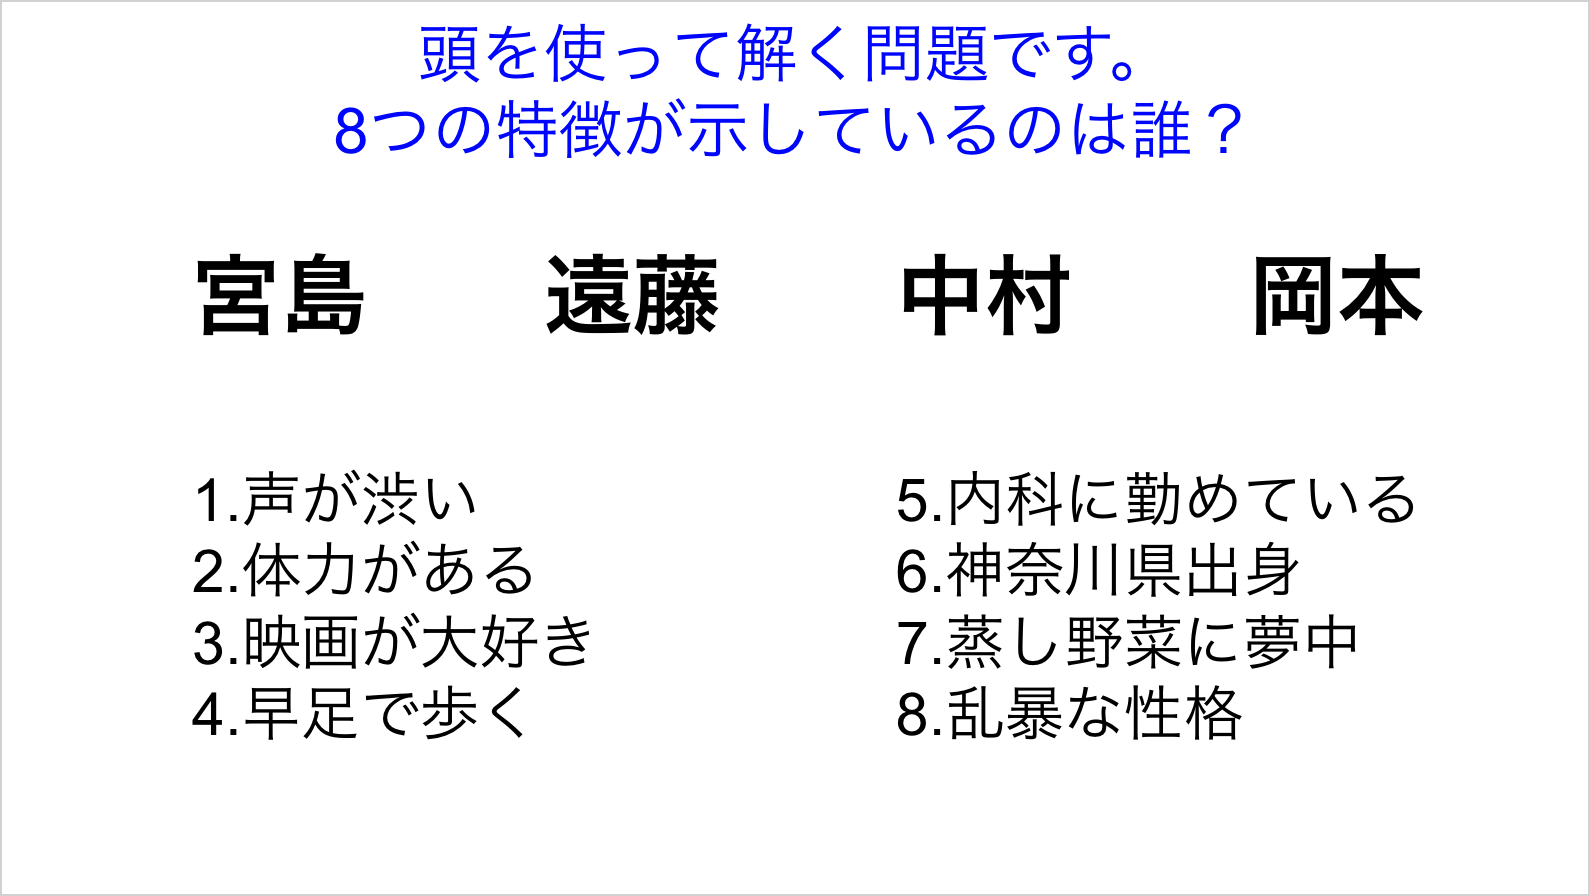 頭を使って解く問題です。
8つの特徴が示しているのは誰？
宮島 遠藤 中村 岡本
1.声が渋い
2.体力がある
3.映画が大好き
4.早足で歩く
5.内科に勤めている
6.神奈川県出身
7.蒸し野菜に夢中
8.乱暴な性格